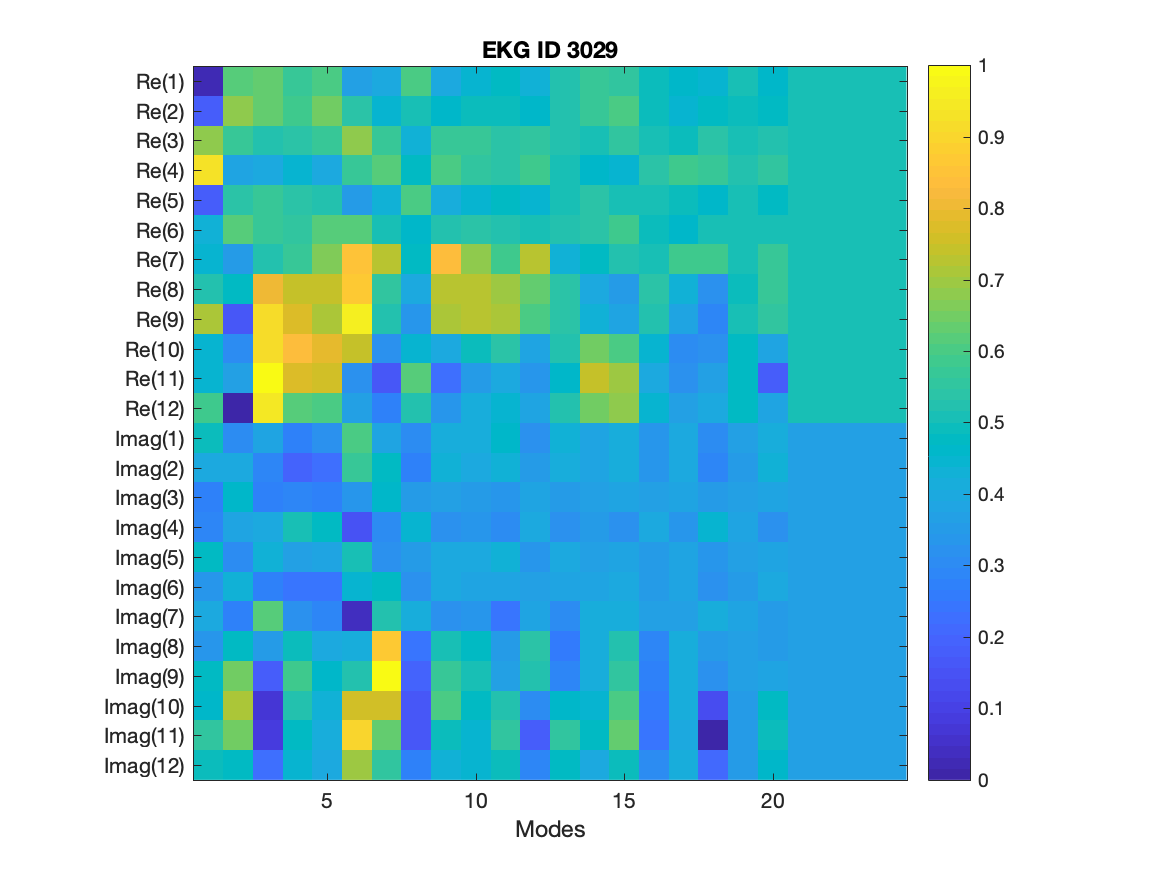 EKG ID 3029
Re(1)
Re(2)
Re(3)
Re(4)
Re(5)
Re(6)
Re(7)
Re(8)
Re(9)
Re(10)
Re(11)
Re(12)
Imag(1)
Imag(2)
Imag(3)
Imag(4)
Imag(5)
Imag(6)
Imag(7)
Imag(8)
Imag(9)
Imag(10)
Imag(11)
Imag(12)
5 10 15 20
Modes
1
0.9
0.8
0.7
0.6
0.5
0.4
0.3
0.2
0.1
0